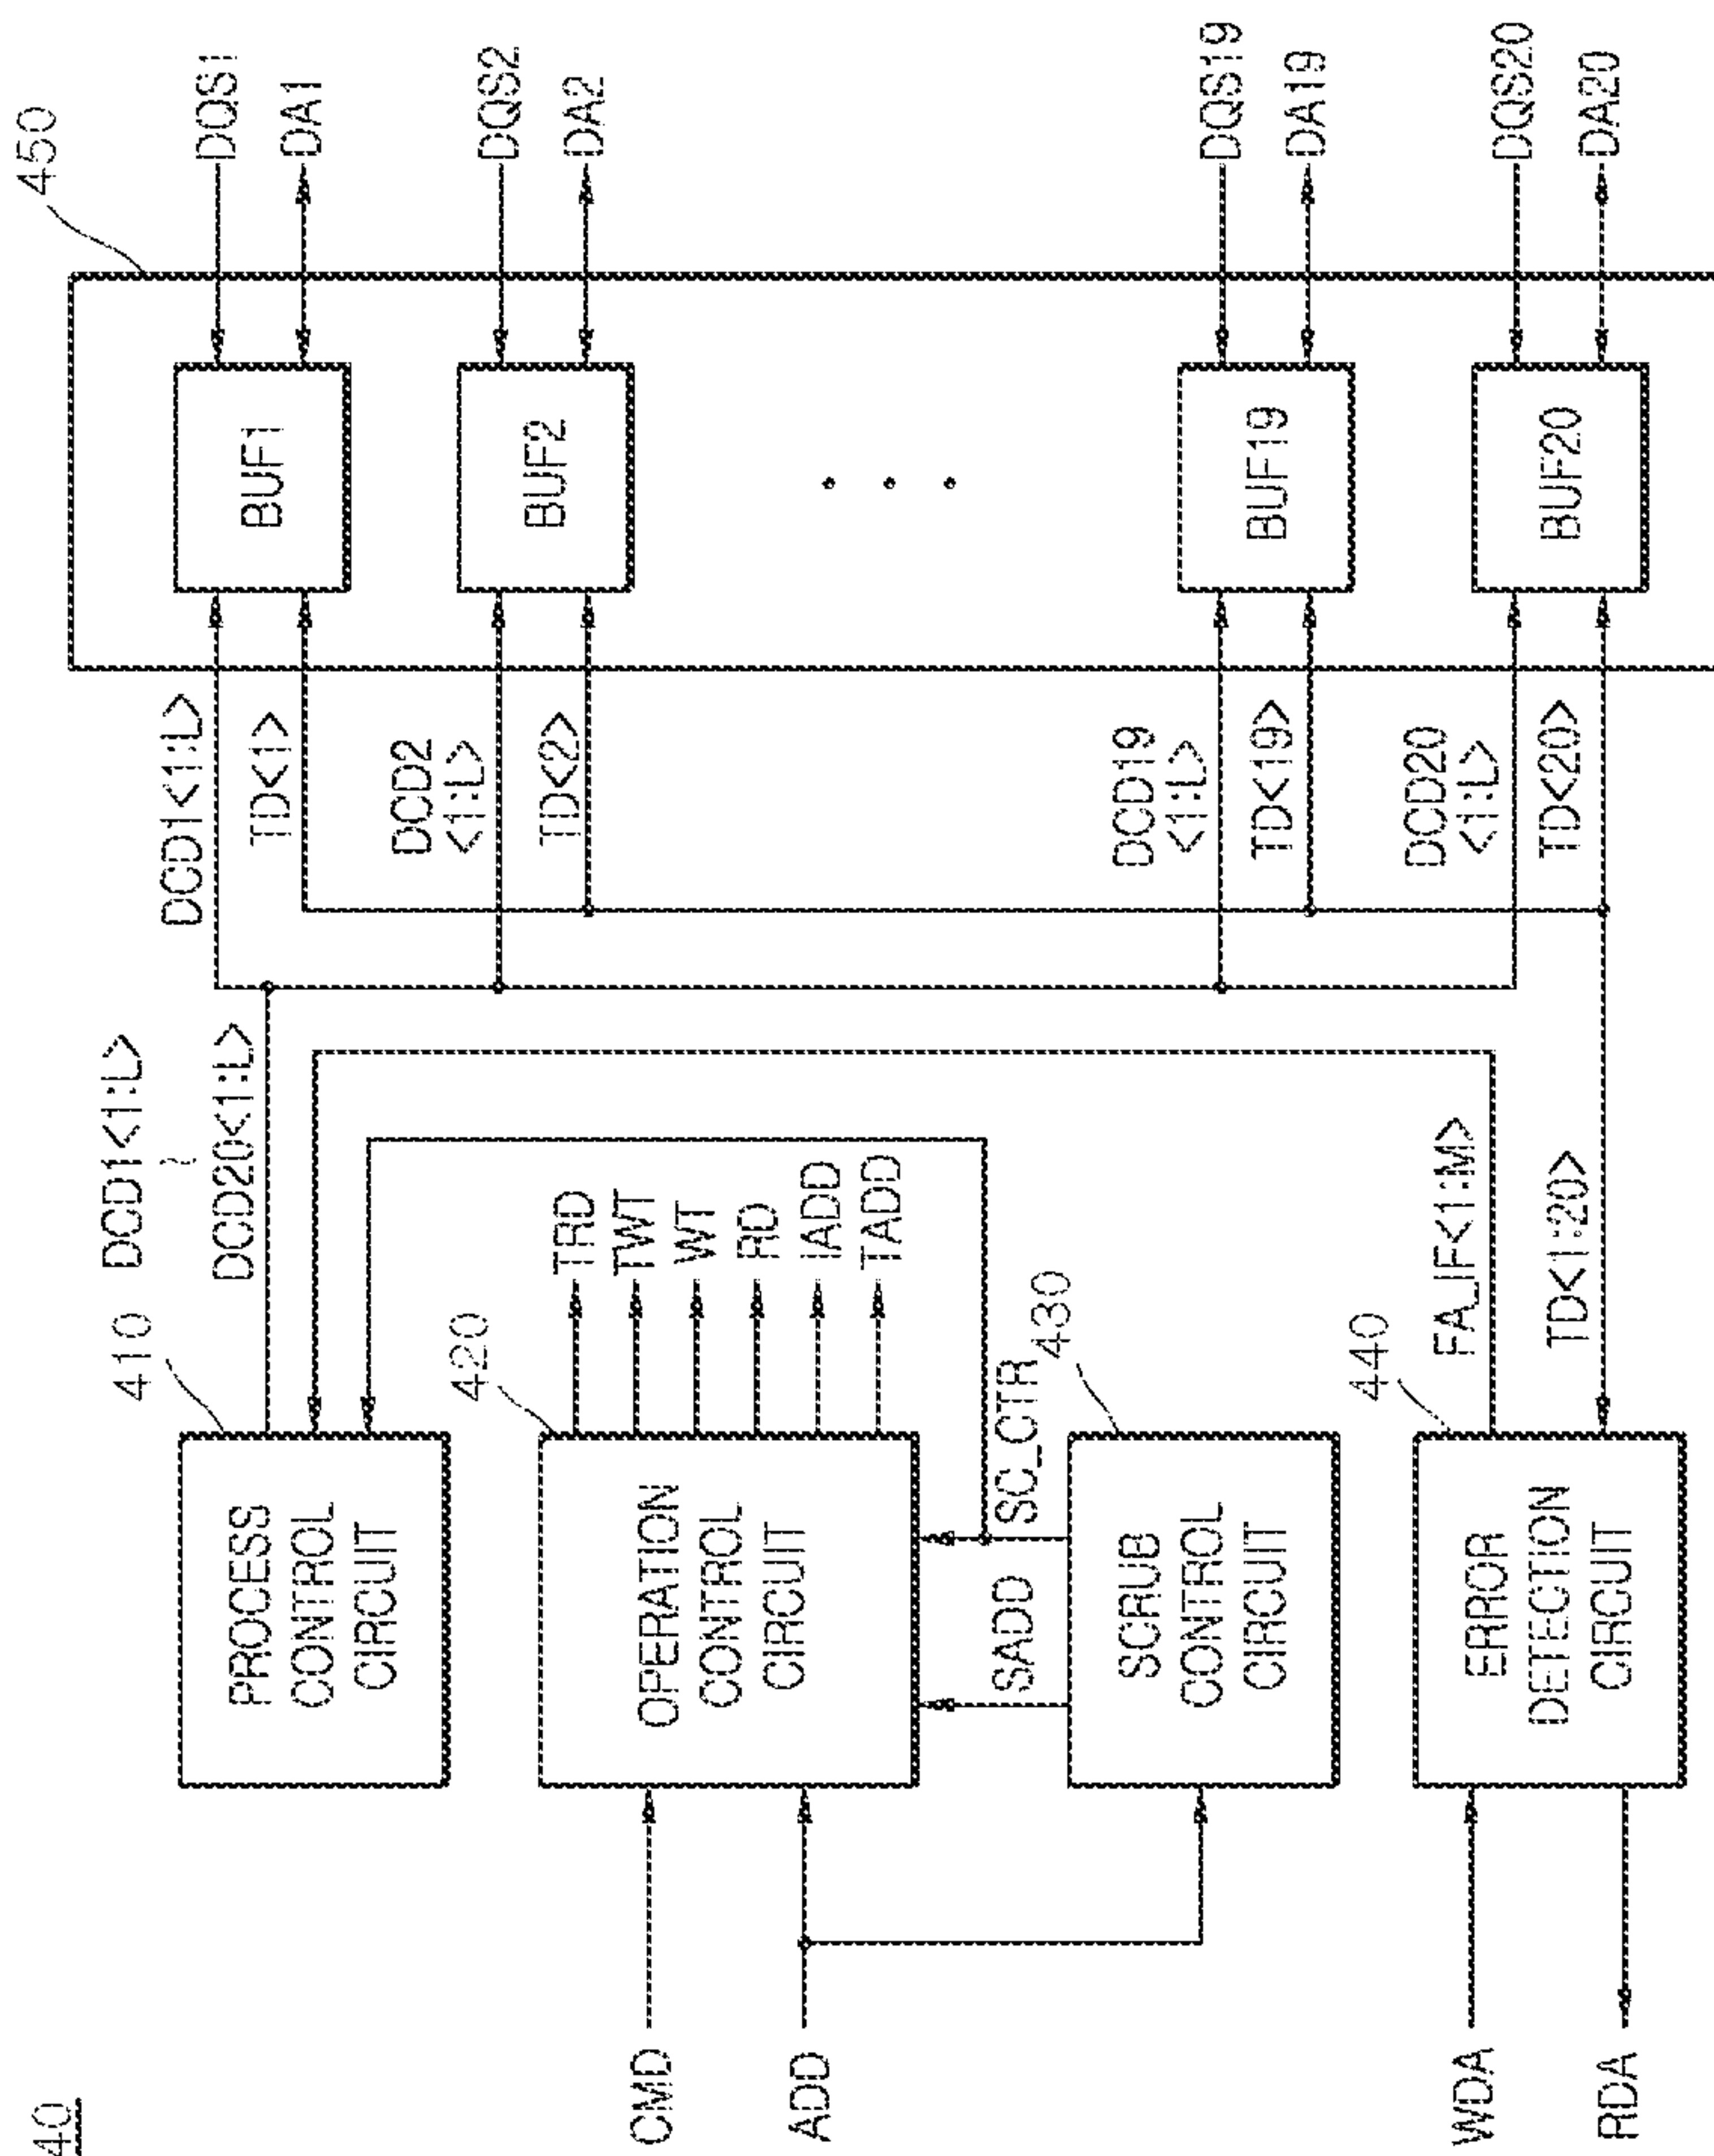 40
450
DQS1
DA1
DQS2
DA2
DQS19
DA19
DQS20
DA20
BUF1
BUF2
BUF19
BUF20
DCD1<1:L>
TD<1>
DCD2
<1:L>
TD<2>
DCD19
<1:L>
TD<19>
DCD20
<1:L>
TD<20>
DCD1<1:L>
~
DCD20<1:L>
410
PROCESS
CONTROL
CIRCUIT
TRD
TWT
WT
RD
IADD
TADD
420
OPERATION
CONTROL
CIRCUIT
CMD
ADD
SADD
SC_CTR
430
SCRUB
CONTROL
CIRCUIT
FA_IF<1:M>
TD<1:20>
440
ERROR
DETECTION
CIRCUIT
WDA
RDA